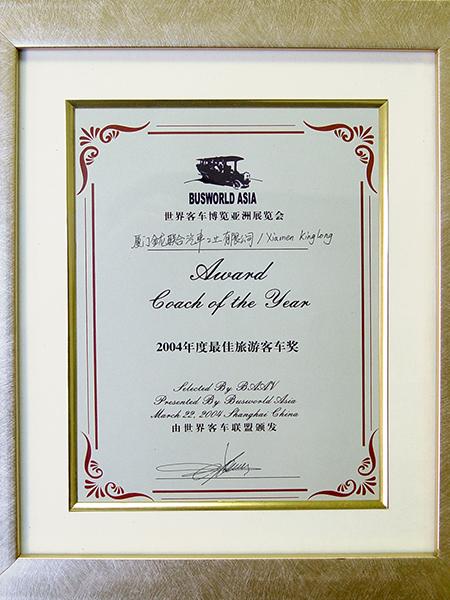 BUSWORLD ASIA
世界客车博览亚洲展览会
厦门金龙联合汽车工业有限公司/Xiamen Kinglong
Award
Coach of the Year
2004年度最佳旅游客车奖
Selected By BAAV
Presented By Busworld Asia
March 22, 2004 Shanghai China
由世界客车联盟颁发